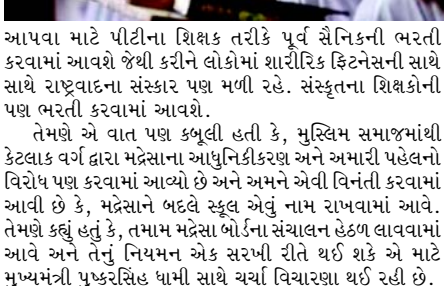 આપવા માટે પીટીના શિક્ષક તરીકે પૂર્વ સૈનિકની ભરતી
કરવામાં આવશે જેથી કરીને લોકોમાં શારીરિક ફિટનેસની સાથે
સાથે રાષ્ટ્રવાદના સંસ્કાર પણ મળી રહે. સંસ્કૃતના શિક્ષકોની
પણ ભરતી કરવામાં આવશે.
તેમણે એ વાત પણ કબૂલી હતી કે, મુસ્લિમ સમાજમાંથી
કેટલાક વર્ગ દ્વારા મદ્રેસાના આધુનિકીકરણ અને અમારી પહેલનો
વિરોધ પણ કરવામાં આવ્યો છે અને અમને એવી વિનંતી કરવામાં
આવી છે કે, મદ્રેસાને બદલે સ્કૂલ એવું નામ રાખવામાં આવે.
તેમણે કહ્યું હતું કે, તમામ મદ્રેસા બોર્ડના સંચાલન હેઠળ લાવવામાં
આવે અને તેનું નિયમન એક સરખી રીતે થઈ શકે એ માટે
મુખ્યમંત્રી પુષ્કરસિંહ ધામી સાથે ચર્ચા વિચારણા થઈ રહી છે.